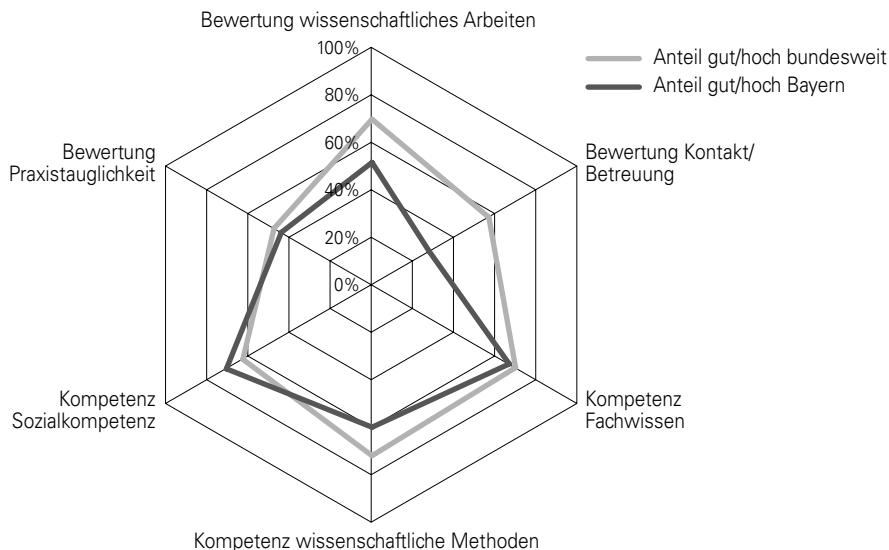 Bewertung wissenschaftliches Arbeiten
100%
Anteil gut/hoch bundesweit
Anteil gut/hoch Bayern
80%
60%
Bewertung
Praxistauglichkeit
Bewertung Kontakt/
Betreuung
40%
20%
0%
Kompetenz
Sozialkompetenz
Kompetenz
Fachwissen
Kompetenz wissenschaftliche Methoden